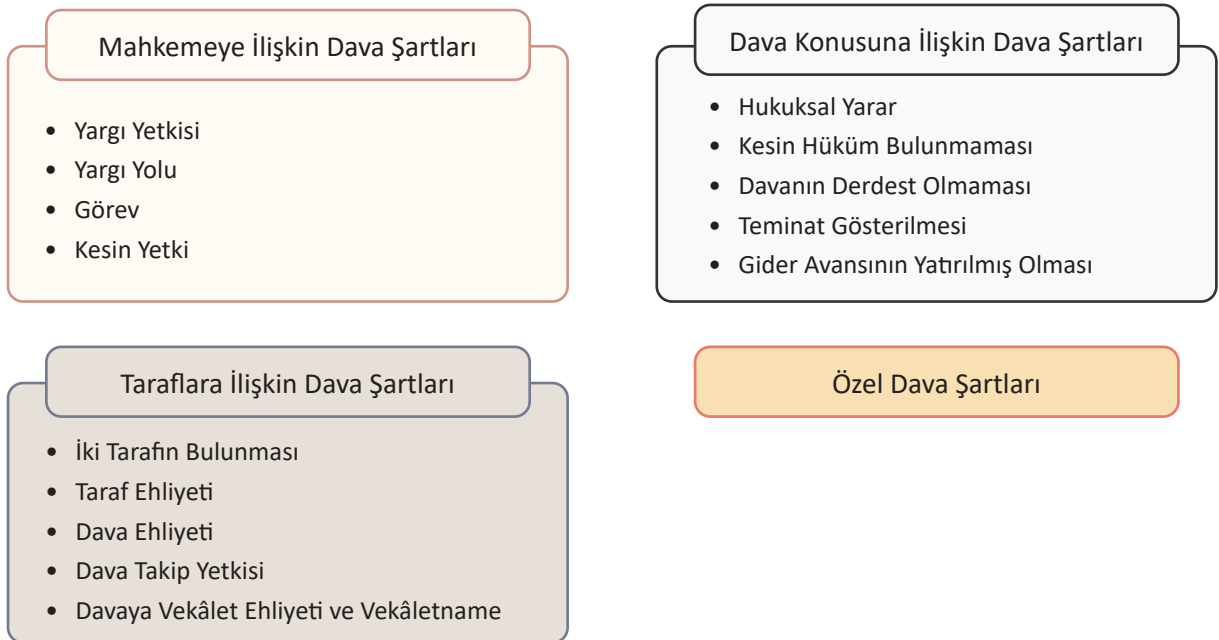 Mahkemeye İlişkin Dava Şartları
• Yargı Yetkisi
• Yargı Yolu
• Görev
• Kesin Yetki
Dava Konusuna İlişkin Dava Şartları
• Hukuksal Yarar
• Kesin Hüküm Bulunmaması
• Davanın Derdest Olmaması
• Teminat Gösterilmesi
• Gider Avansının Yatırılmış Olması
Taraflara İlişkin Dava Şartları
• İki Tarafın Bulunması
• Taraf Ehliyeti
• Dava Ehliyeti
• Dava Takip Yetkisi
• Davaya Vekâlet Ehliyeti ve Vekâletname
Özel Dava Şartları